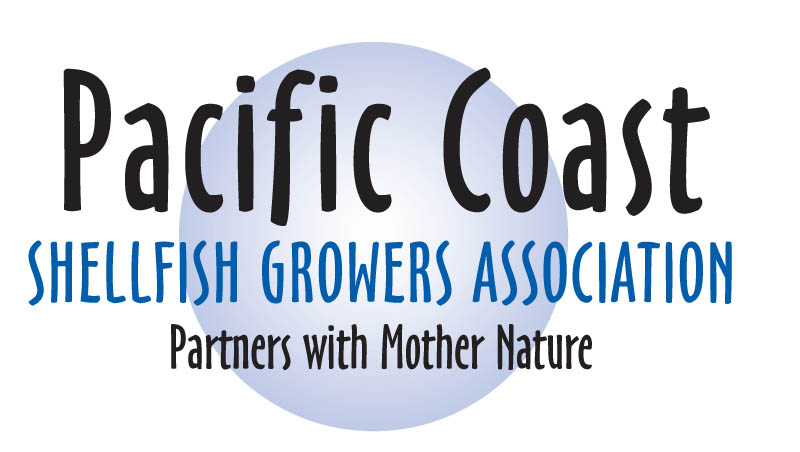 Pacific Coast
SHELLFISH GROWERS ASSOCIATION
Partners with Mother Nature